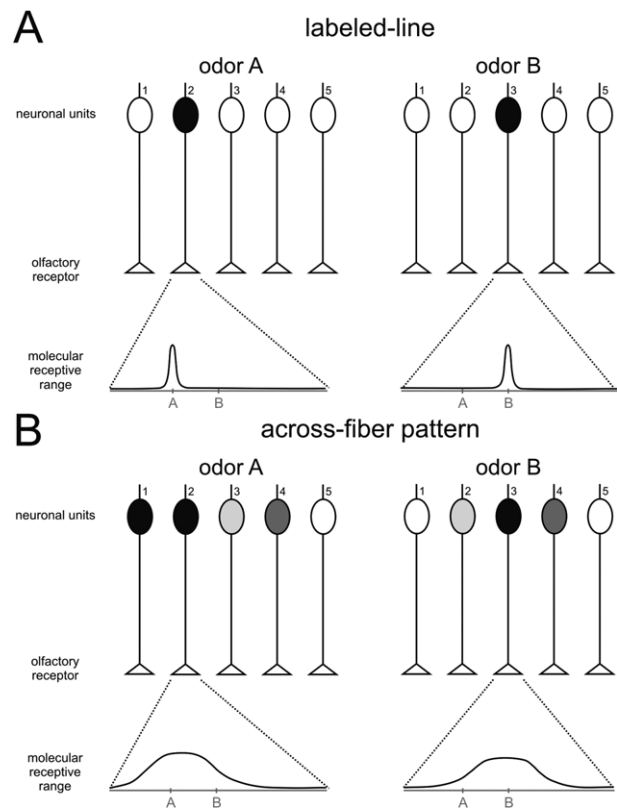 A
labeled-line
odor A
odor B
neuronal units
1 2 3 4 5
1 2 3 4 5
olfactory
receptor
molecular
receptive
range
A B
A B
B
across-fiber pattern
odor A
odor B
neuronal units
1 2 3 4 5
1 2 3 4 5
olfactory
receptor
molecular
receptive
range
A B
A B